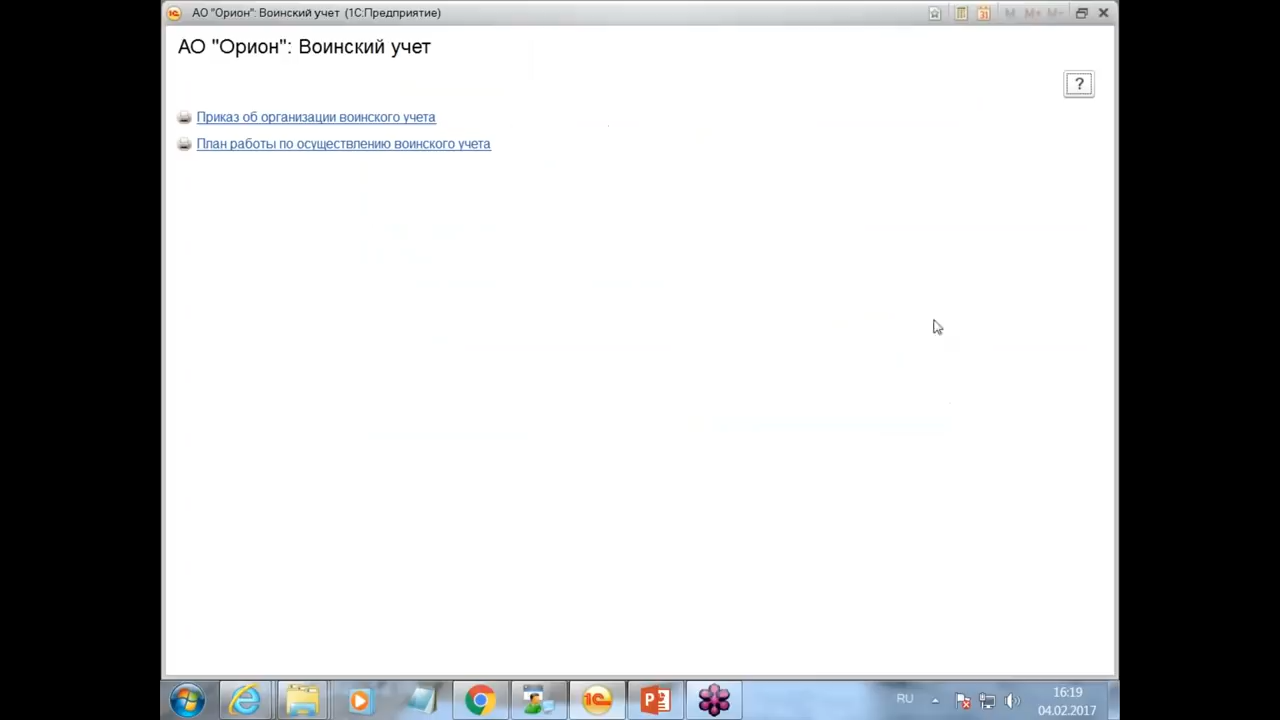 АО "Орион": Воинский учет (1С:Предприятие)
31 M M+ M-
АО "Орион": Воинский учет
?
Приказ об организации воинского учета
План работы по осуществлению воинского учета
RU
16:19
04.02.2017